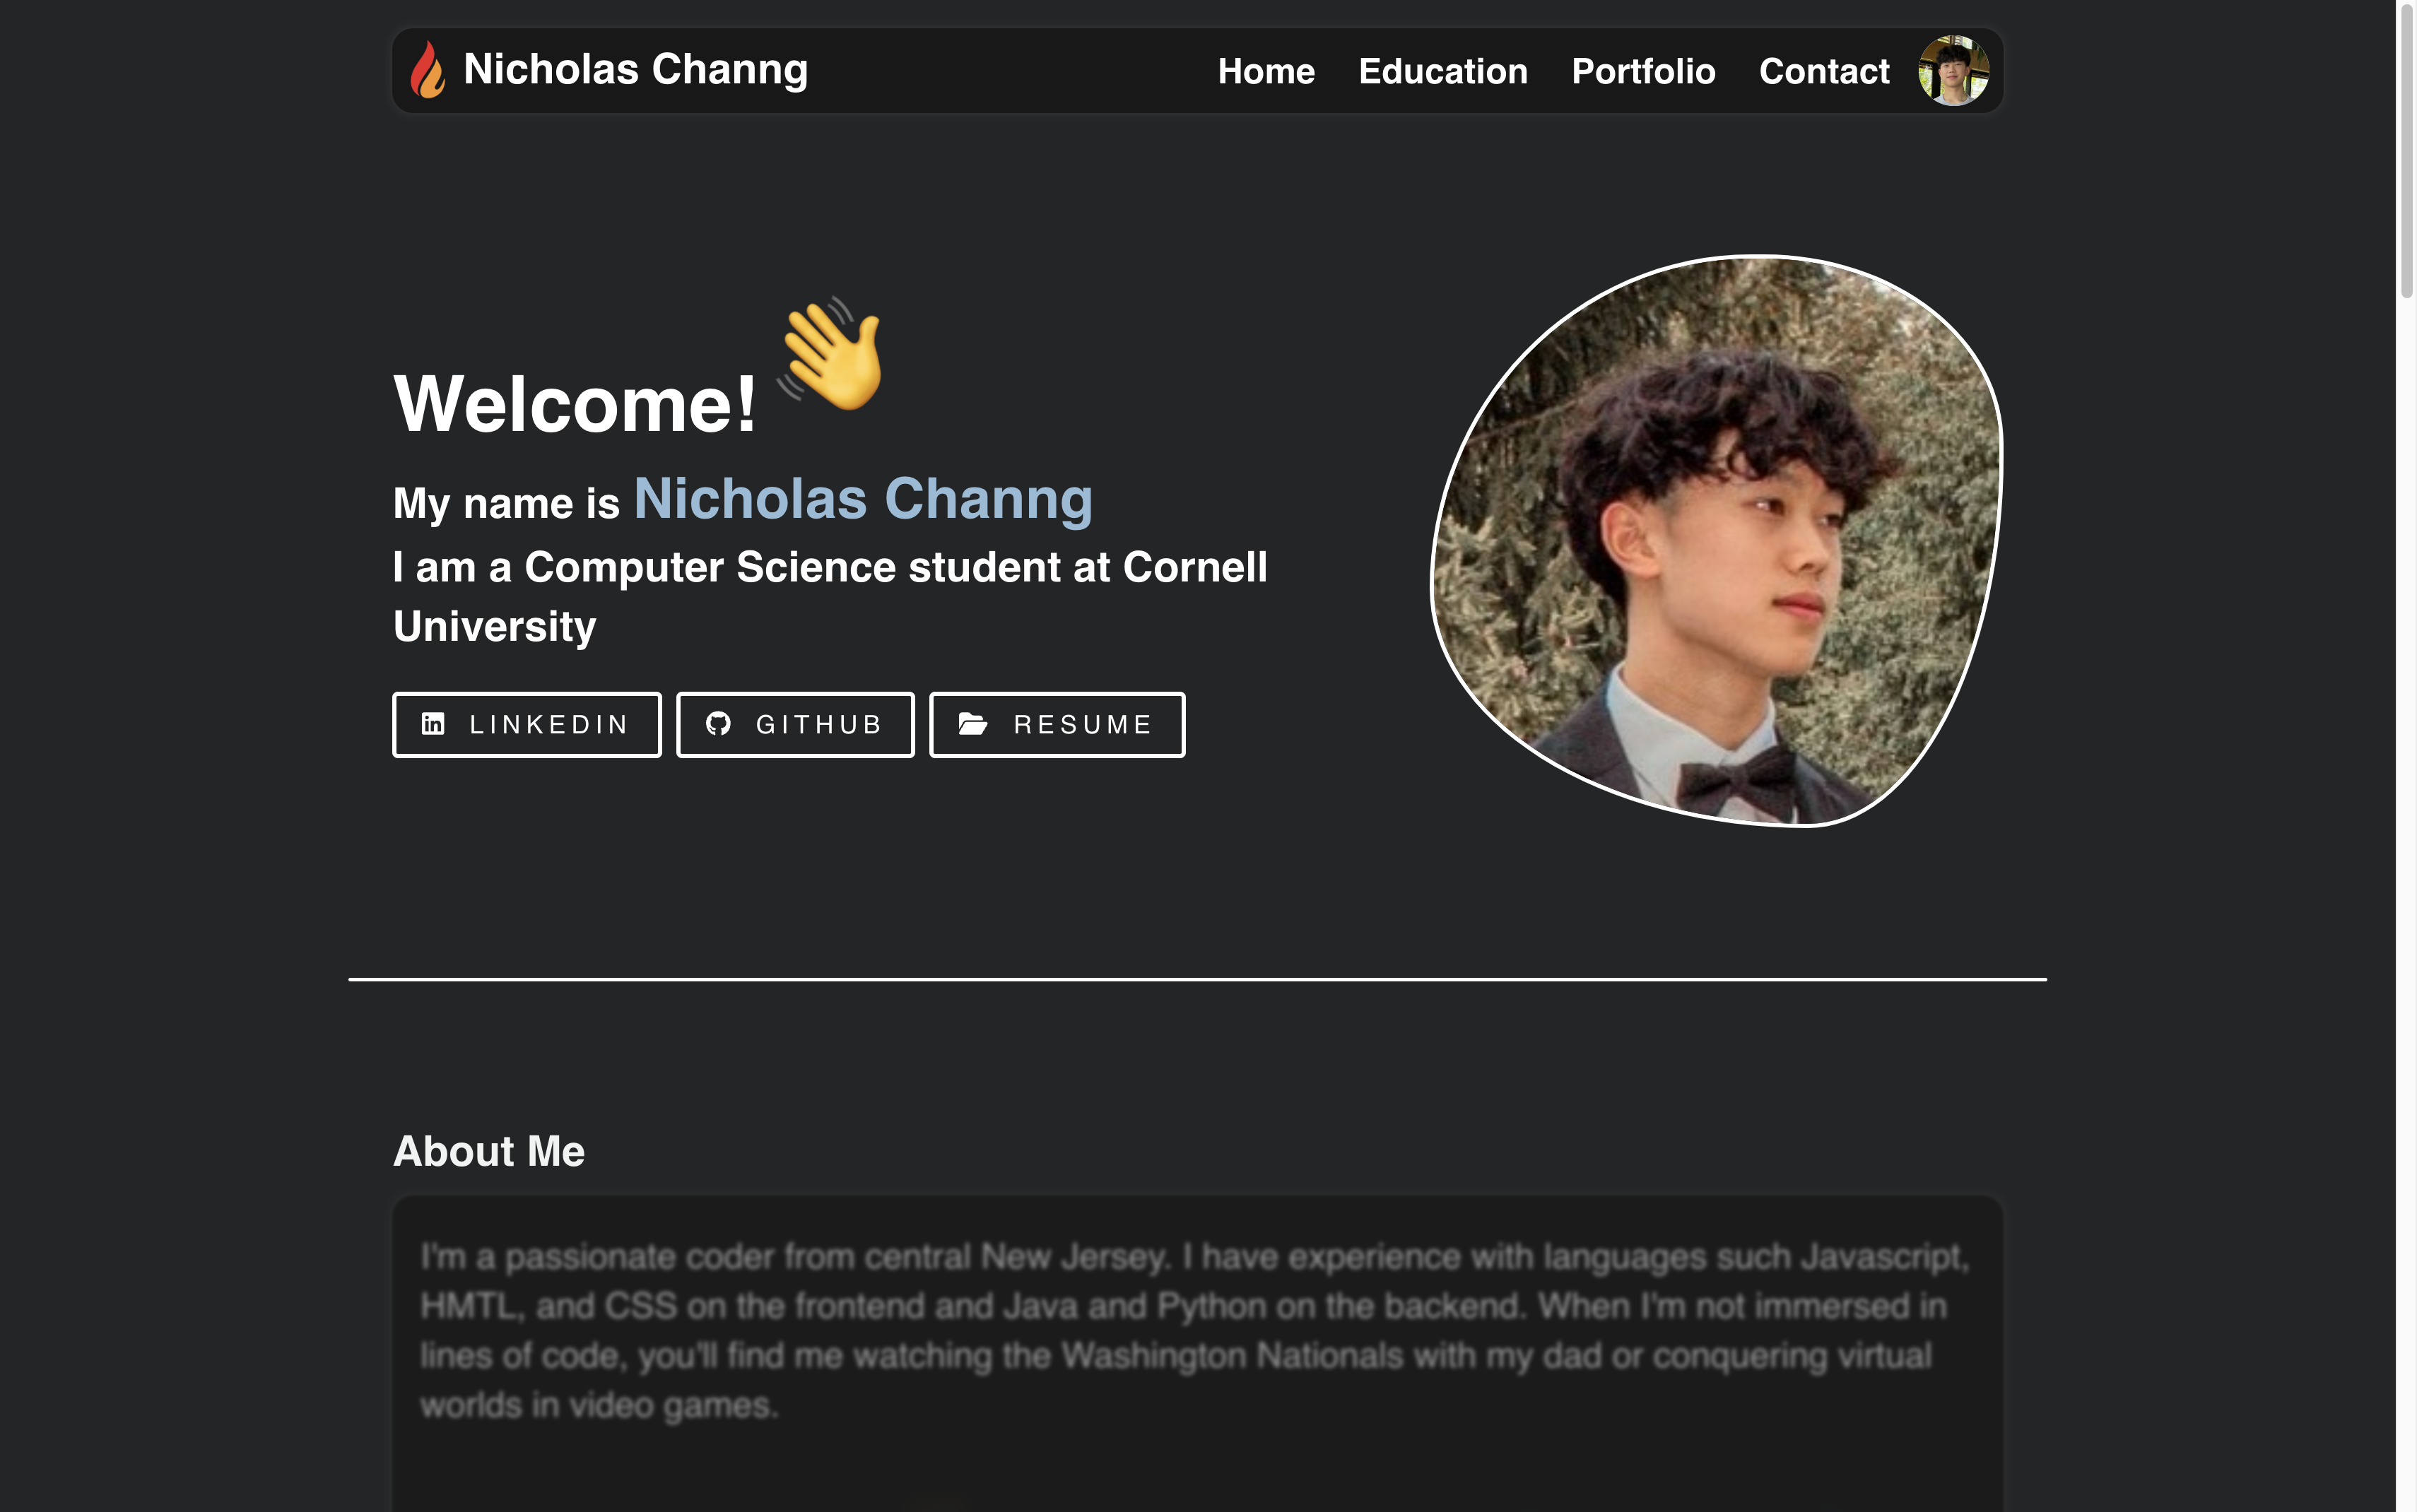 Nicholas Channg
Home Education Portfolio Contact
Welcome!
My name is Nicholas Channg
I am a Computer Science student at Cornell
University
LINKEDIN GITHUB RESUME
About Me
I'm a passionate coder from central New Jersey. I have experience with languages such Javascript,
HMTL, and CSS on the frontend and Java and Python on the backend. When I'm not immersed in
lines of code, you'll find me watching the Washington Nationals with my dad or conquering virtual
worlds in video games.